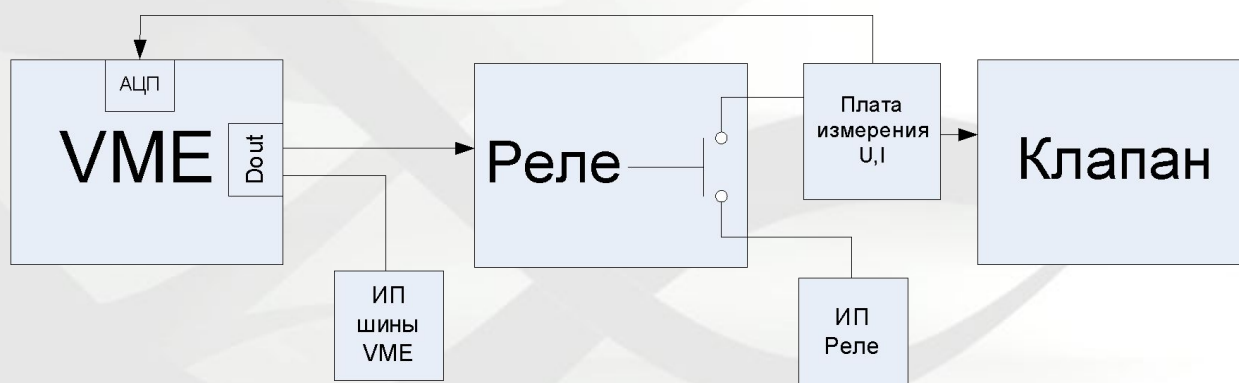 АЦП
VME
Dout
Реле
Плата
измерения
U,I
Клапан
ИП
шины
VME
ИП
Реле